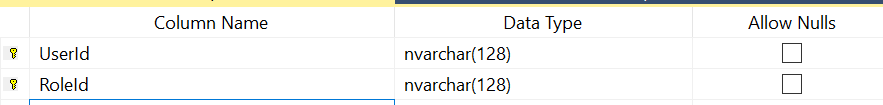 Column Name Data Type Allow Nulls
UserId nvarchar(128)
RoleId nvarchar(128)